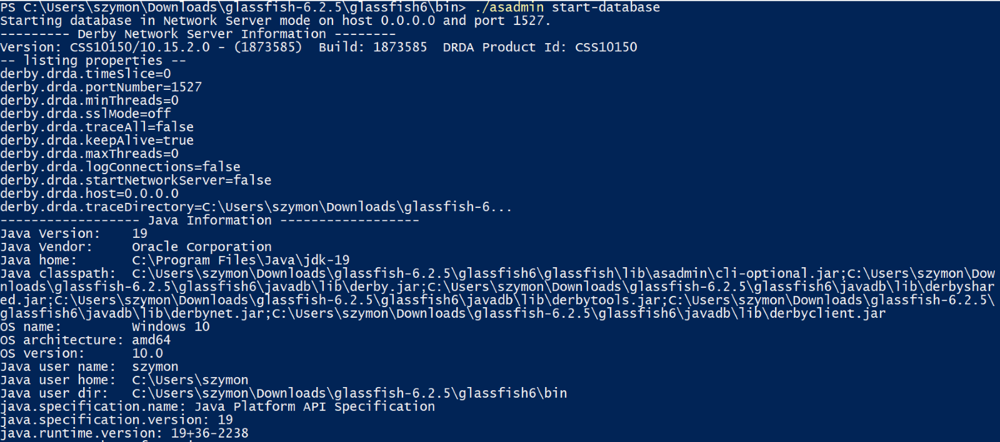 PS C:\Users\szymon\Downloads\glassfish-6.2.5\glassfish6\bin> ./asadmin start-database
Starting database in Network Server mode on host 0.0.0.0 and port 1527.
--------- Derby Network Server Information --------
Version: CSS10150/10.15.2.0 - (1873585)  Build: 1873585  DRDA Product Id: CSS10150
-- listing properties --
derby.drda.timeSlice=0
derby.drda.portNumber=1527
derby.drda.minThreads=0
derby.drda.sslMode=off
derby.drda.traceAll=false
derby.drda.keepAlive=true
derby.drda.maxThreads=0
derby.drda.logConnections=false
derby.drda.startNetworkServer=false
derby.drda.host=0.0.0.0
derby.drda.traceDirectory=C:\Users\szymon\Downloads\glassfish-6...
------------------ Java Information ------------------
Java Version:    19
Java Vendor:     Oracle Corporation
Java home:       C:\Program Files\Java\jdk-19
Java classpath:  C:\Users\szymon\Downloads\glassfish-6.2.5\glassfish6\glassfish\lib\asadmin\cli-optional.jar;C:\Users\szymon\Dow
nloads\glassfish-6.2.5\glassfish6\javadb\lib\derby.jar;C:\Users\szymon\Downloads\glassfish-6.2.5\glassfish6\javadb\lib\derbyshar
ed.jar;C:\Users\szymon\Downloads\glassfish-6.2.5\glassfish6\javadb\lib\derbytools.jar;C:\Users\szymon\Downloads\glassfish-6.2.5\
glassfish6\javadb\lib\derbynet.jar;C:\Users\szymon\Downloads\glassfish-6.2.5\glassfish6\javadb\lib\derbyclient.jar
OS name:         Windows 10
OS architecture: amd64
OS version:      10.0
Java user name:  szymon
Java user home:  C:\Users\szymon
Java user dir:   C:\Users\szymon\Downloads\glassfish-6.2.5\glassfish6\bin
java.specification.name: Java Platform API Specification
java.specification.version: 19
java.runtime.version: 19+36-2238